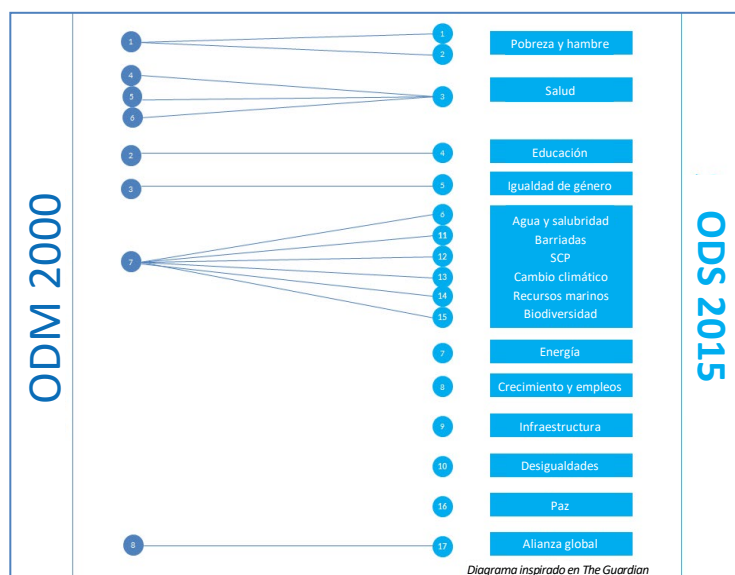 ODM 2000
1
1
2
Pobreza y hambre
4
5
6
3
Salud
2
4
Educación
3
5
Igualdad de género
7
6
Agua y salubridad
11
Barriadas
12
SCP
13
Cambio climático
14
Recursos marinos
15
Biodiversidad
7
Energía
8
Crecimiento y empleos
9
Infraestructura
10
Desigualdades
16
Paz
8
17
Alianza global
ODS 2015
Diagrama inspirado en The Guardian